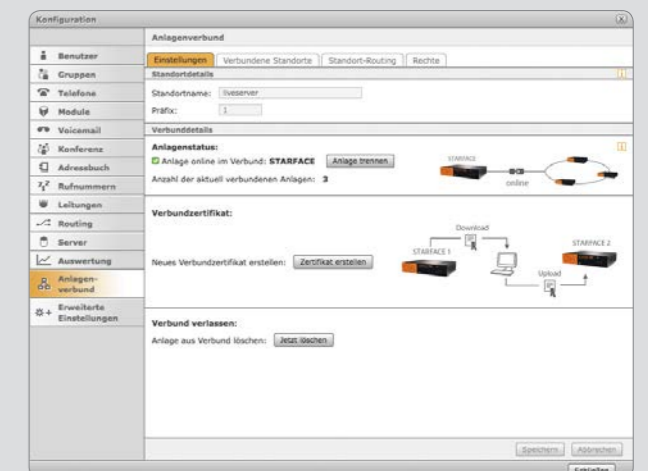 Konfiguration
Anlagenverbund
Benutzer
Gruppen
Telefone
Module
Voicemail
Konferenz
Adressbuch
Rufnummern
Leitungen
Routing
Server
Auswertung
Anlagen-
verbund
Erweiterte
Einstellungen
Einstellungen Verbundene Standorte Standort-Routing Rechte
Standortdetails
Standortname: liveserver
Präfix: 1
Verbunddetails
Anlagenstatus:
Anlage online im Verbund: STARFACE Anlage trennen
Anzahl der aktuell verbundenen Anlagen: 3
STARFACE
online
Verbundzertifikat:
Neues Verbundzertifikat erstellen: Zertifikat erstellen
Download
STARFACE 1
STARFACE 2
Upload
Verbund verlassen:
Anlage aus Verbund löschen: Jetzt löschen
Speichern Abbrechen
Schließen